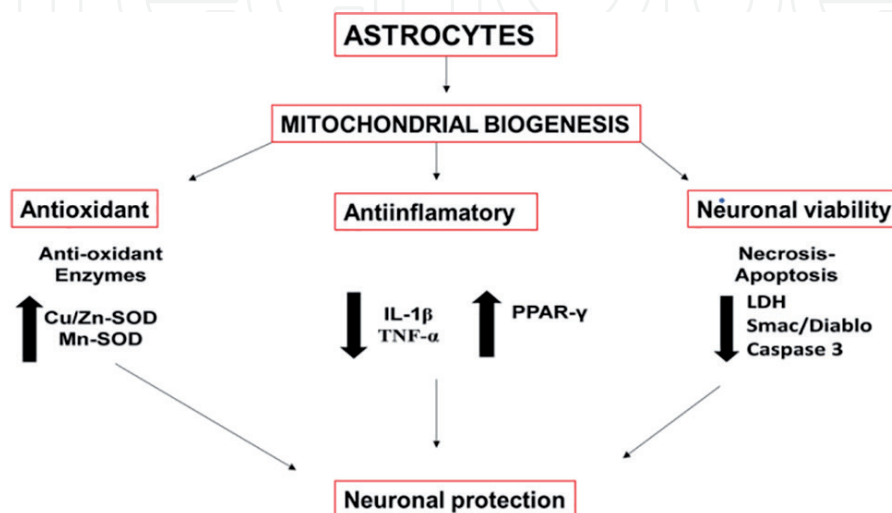 ASTROCYTES
MITOCHONDRIAL BIOGENESIS
Antioxidant
Anti-oxidant
Enzymes
Cu/Zn-SOD
Mn-SOD
Antiinflamatory
IL-1β
TNF-α
PPAR-γ
Neuronal viability
Necrosis-
Apoptosis
LDH
Smac/Diablo
Caspase 3
Neuronal protection